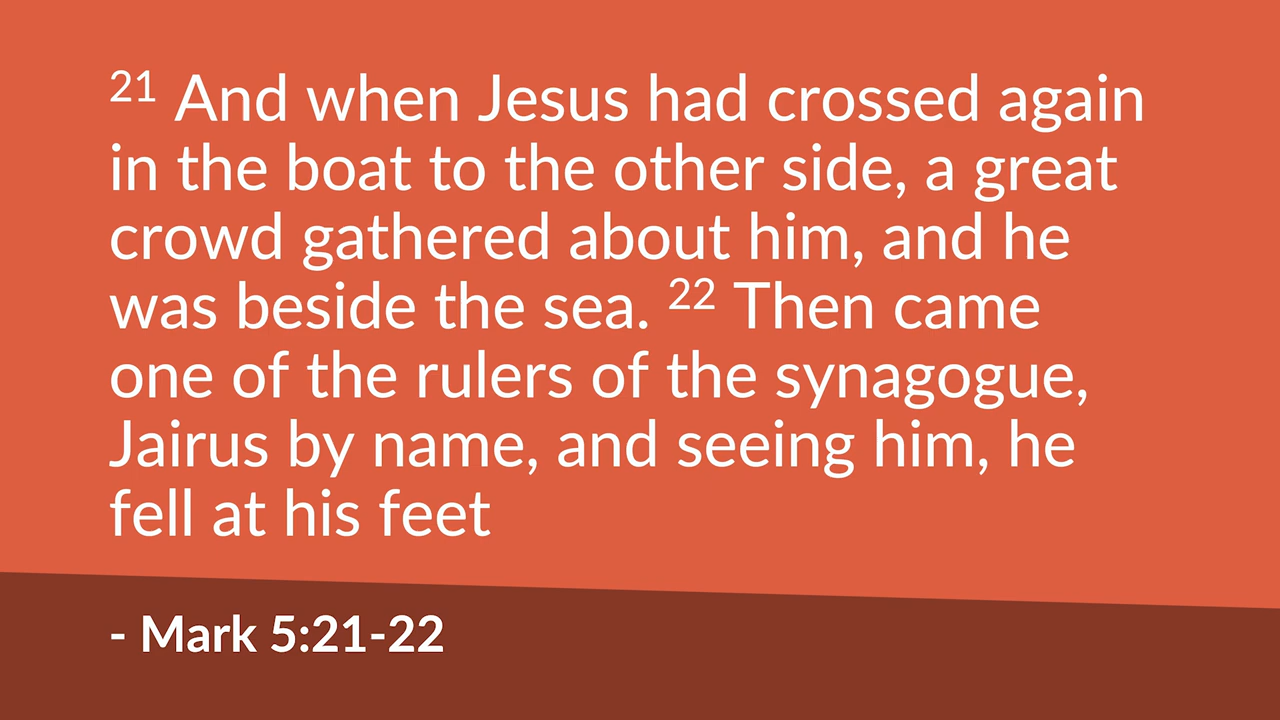 21 And when Jesus had crossed again
in the boat to the other side, a great
crowd gathered about him, and he
was beside the sea. 22 Then came
one of the rulers of the synagogue,
Jairus by name, and seeing him, he
fell at his feet
- Mark 5:21-22